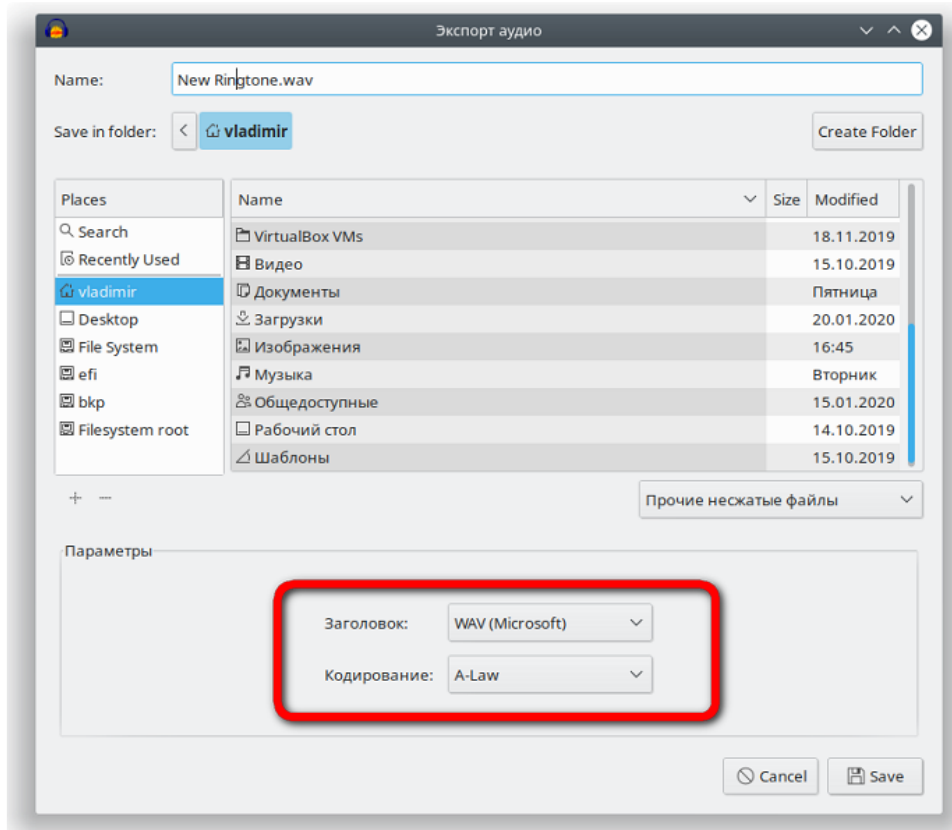 Экспорт аудио
Name: New Ringtone.wav
Save in folder: vladimir Create Folder
Places Name Size Modified
Search VirtualBox VMs 18.11.2019
Recently Used Видео 15.10.2019
vladimir Документы Пятница
Desktop Загрузки 20.01.2020
File System Изображения 16:45
efi Музыка Вторник
bkp Общедоступные 15.01.2020
Filesystem root Рабочий стол 14.10.2019
Шаблоны 15.10.2019
Прочие несжатые файлы
Параметры
Заголовок: WAV (Microsoft)
Кодирование: A-Law
Cancel Save